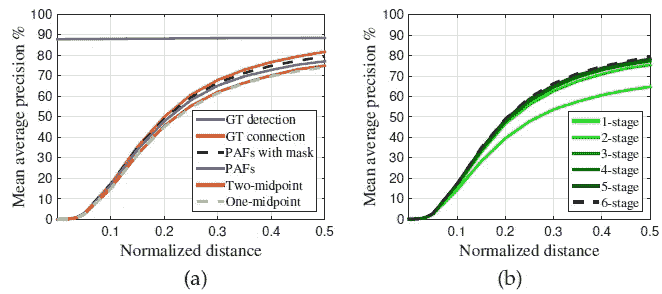 Mean average precision %
100
90
80
70
60
50
40
30
20
10
0
0.1 0.2 0.3 0.4 0.5
Normalized distance
GT detection
GT connection
PAFs with mask
PAFs
Two-midpoint
One-midpoint
(a)
Mean average precision %
100
90
80
70
60
50
40
30
20
10
0
0.1 0.2 0.3 0.4 0.5
Normalized distance
1-stage
2-stage
3-stage
4-stage
5-stage
6-stage
(b)